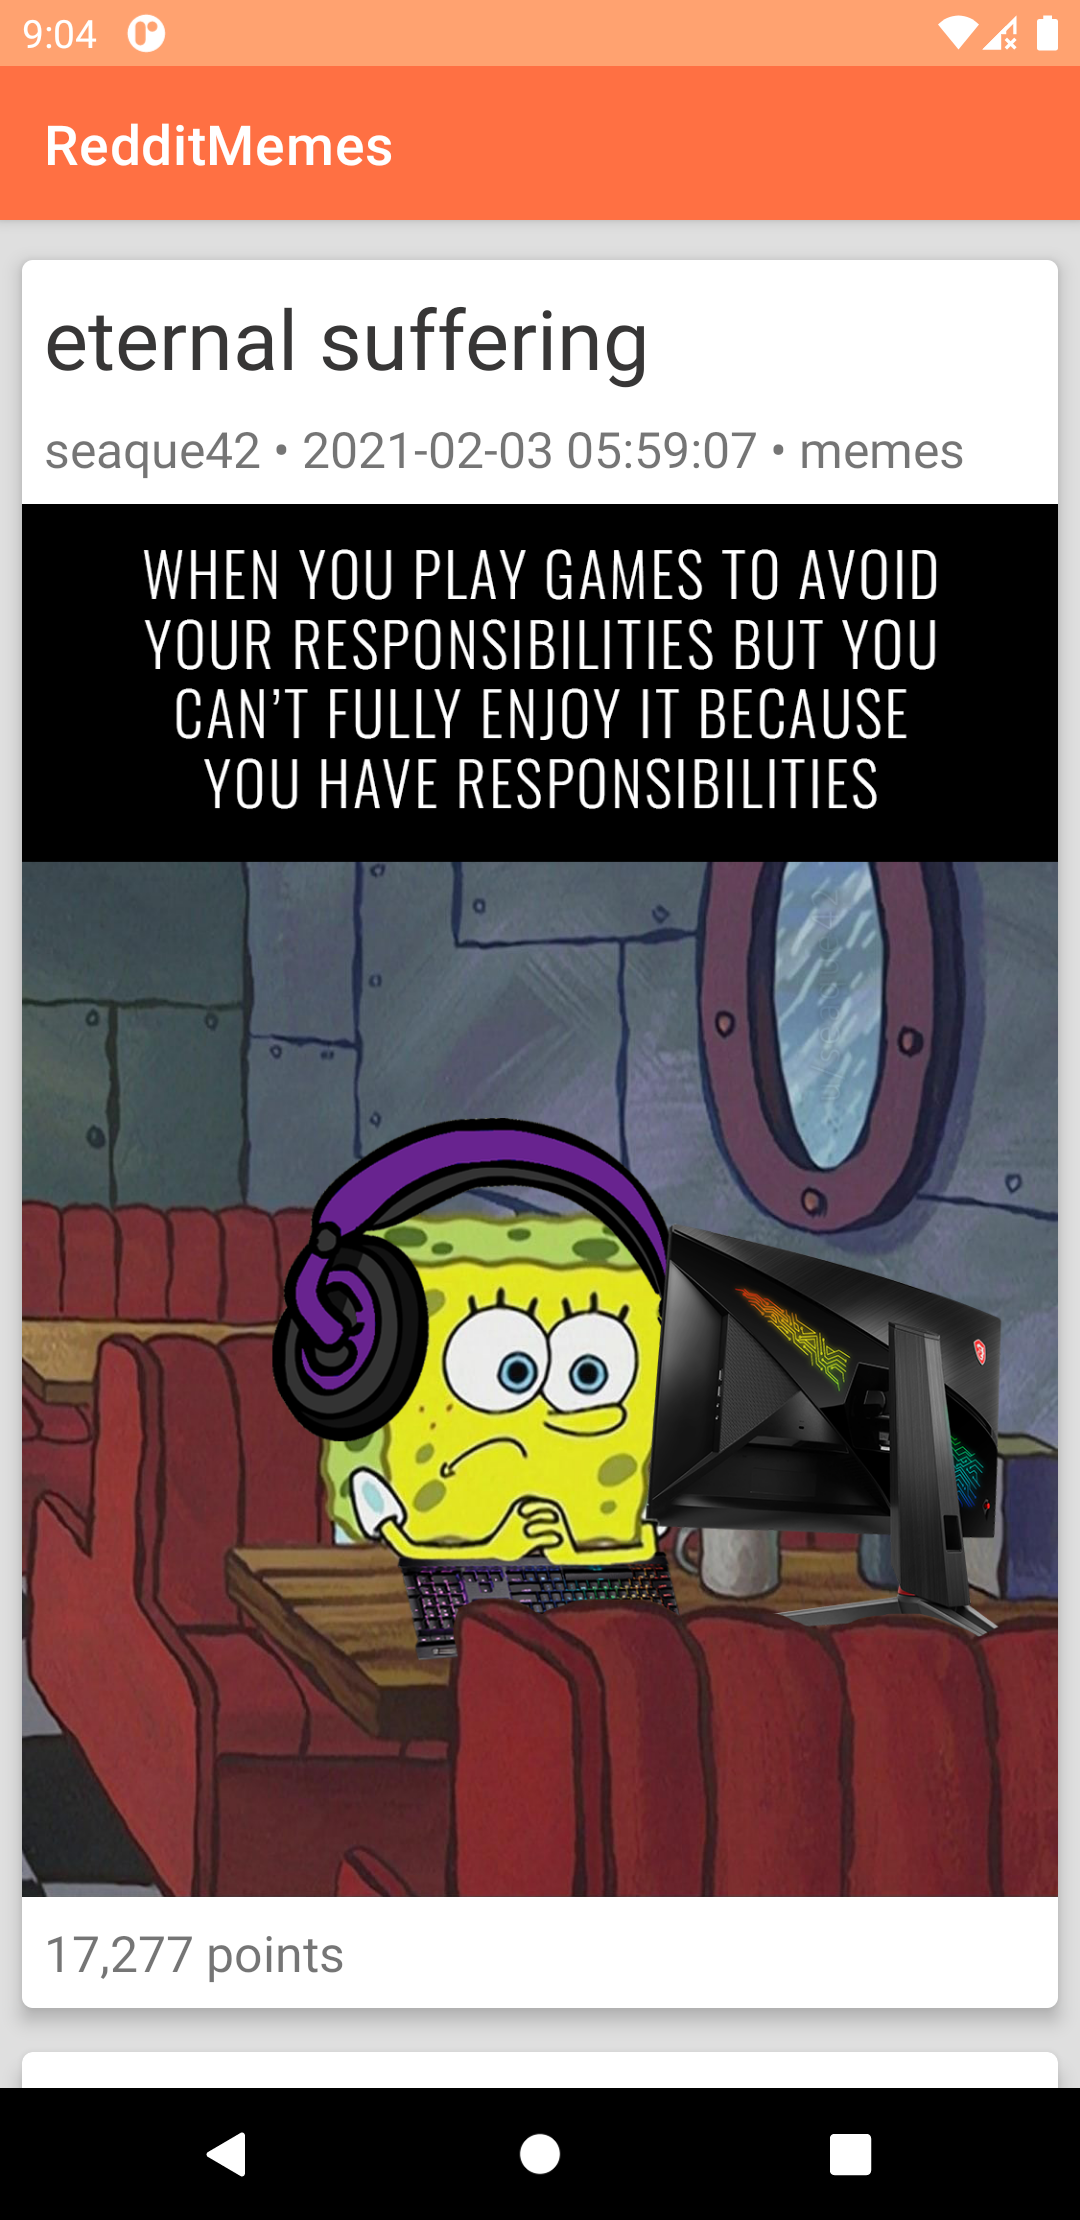 9:04
RedditMemes
eternal suffering
seaque42 • 2021-02-03 05:59:07 • memes
WHEN YOU PLAY GAMES TO AVOID
YOUR RESPONSIBILITIES BUT YOU
CAN'T FULLY ENJOY IT BECAUSE
YOU HAVE RESPONSIBILITIES
u/seaque42
17,277 points